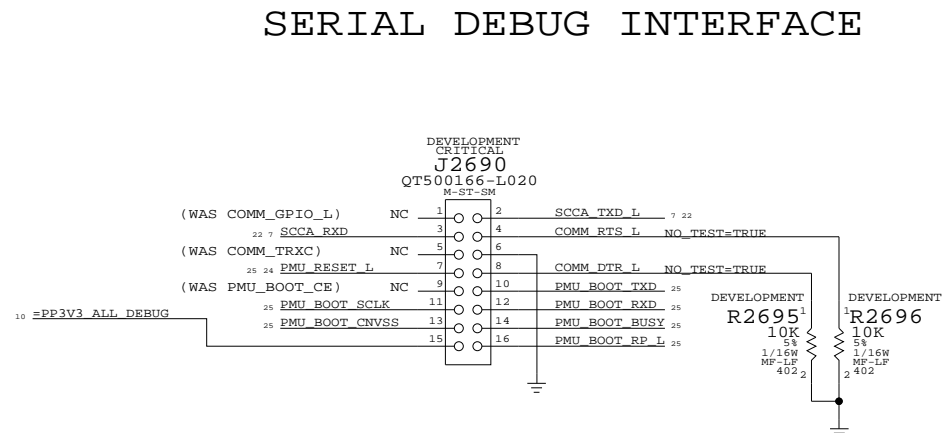 SERIAL DEBUG INTERFACE
DEVELOPMENT
CRITICAL
J2690
QT500166-L020
M-ST-SM
(WAS COMM_GPIO_L) NC 1 2 SCCA_TXD_L 7 22
22 7 SCCA_RXD 3 4 COMM_RTS_L NO_TEST=TRUE
(WAS COMM_TRXC) NC 5 6
25 24 PMU_RESET_L 7 8 COMM_DTR_L NO_TEST=TRUE
(WAS PMU_BOOT_CE) NC 9 10 PMU_BOOT_TXD 25
25 PMU_BOOT_SCLK 11 12 PMU_BOOT_RXD 25
10 =PP3V3_ALL_DEBUG
25 PMU_BOOT_CNVSS 13 14 PMU_BOOT_BUSY 25
15 16 PMU_BOOT_RP_L 25
DEVELOPMENT
R2695 1
10K
5%
1/16W
MF-LF
402 2
DEVELOPMENT
1 R2696
10K
5%
1/16W
MF-LF
2 402